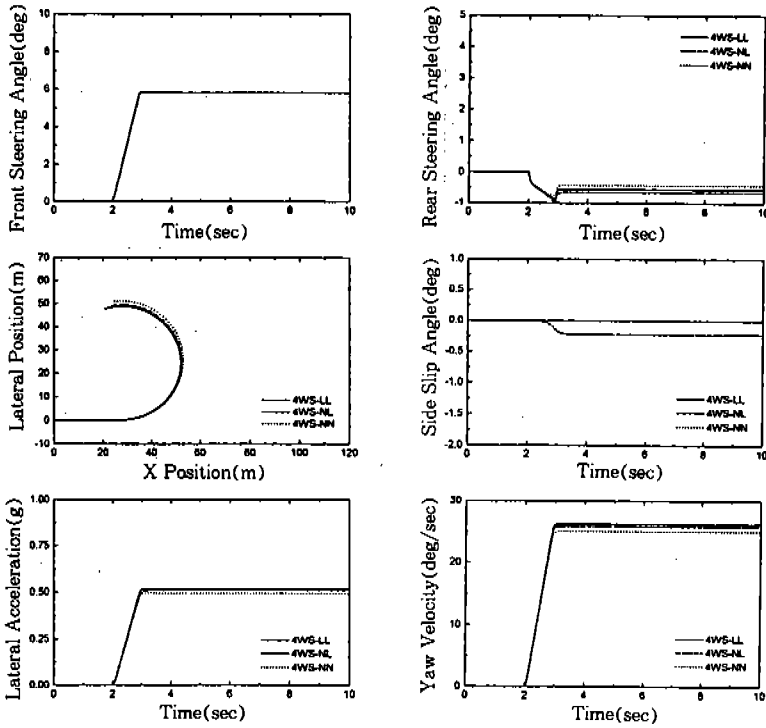 Front Steering Angle(deg)
10
8
6
4
2
0
0 2 4 6 8 10
Time(sec)
Rear Steering Angle(deg)
5
4
3
2
1
0
-1
0 2 4 6 8 10
Time(sec)
4WS-LL
4WS-NL
4WS-NN
Lateral Position(m)
70
60
50
40
30
20
10
0
-10
0 20 40 60 80 100 120
X Position(m)
4WS-LL
4WS-NL
4WS-NN
Side Slip Angle(deg)
1.0
0.5
0.0
-0.5
-1.0
-1.5
-2.0
0 2 4 6 8 10
Time(sec)
4WS-LL
4WS-NL
4WS-NN
Lateral Acceleration(g)
1.00
0.75
0.50
0.25
0.00
0 2 4 6 8 10
Time(sec)
4WS-LL
4WS-NL
4WS-NN
Yaw Velocity(deg/sec)
30
20
10
0
0 2 4 6 8 10
Time(sec)
4WS-LL
4WS-NL
4WS-NN